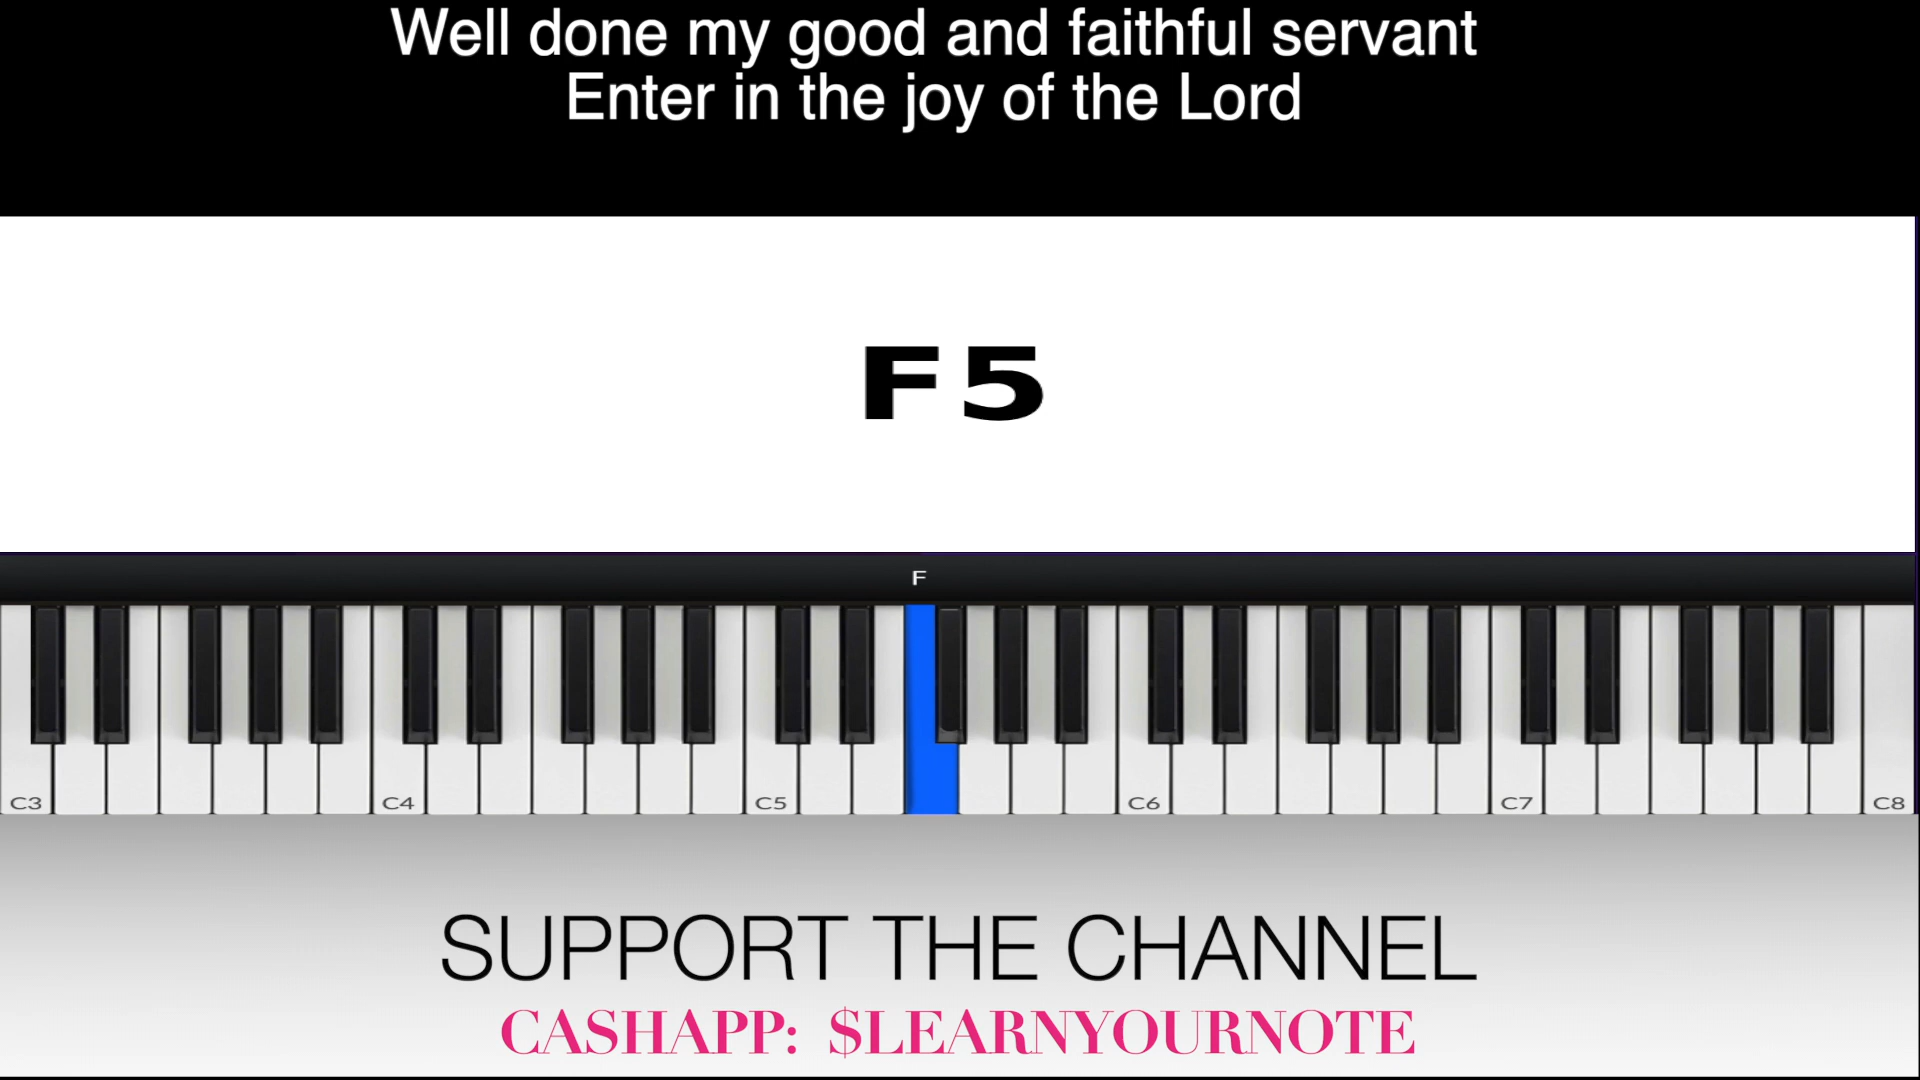 Well done my good and faithful servant
Enter in the joy of the Lord
F5
F
C3 C4 C5 C6 C7 C8
SUPPORT THE CHANNEL
CASHAPP: $LEARNYOURNOTE